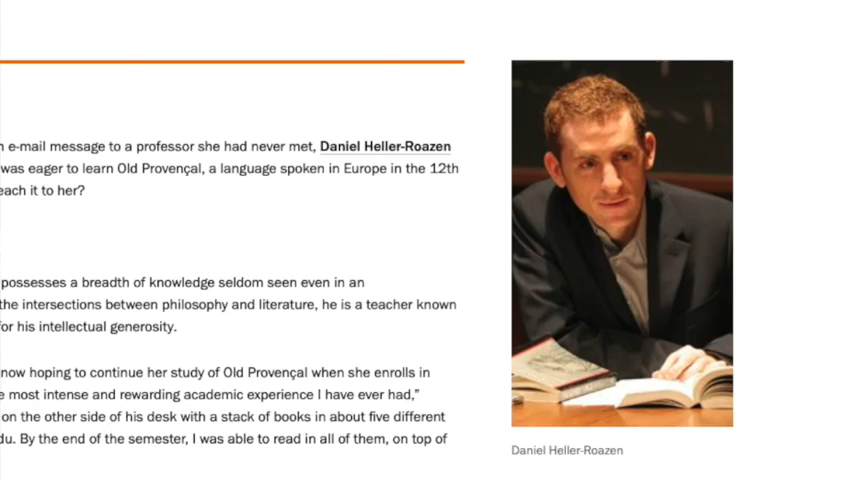 e-mail message to a professor she had never met, Daniel Heller-Roazen
was eager to learn Old Provençal, a language spoken in Europe in the 12th
each it to her?
possesses a breadth of knowledge seldom seen even in an
the intersections between philosophy and literature, he is a teacher known
for his intellectual generosity.
now hoping to continue her study of Old Provençal when she enrolls in
e most intense and rewarding academic experience I have ever had,”
on the other side of his desk with a stack of books in about five different
du. By the end of the semester, I was able to read in all of them, on top of
Daniel Heller-Roazen